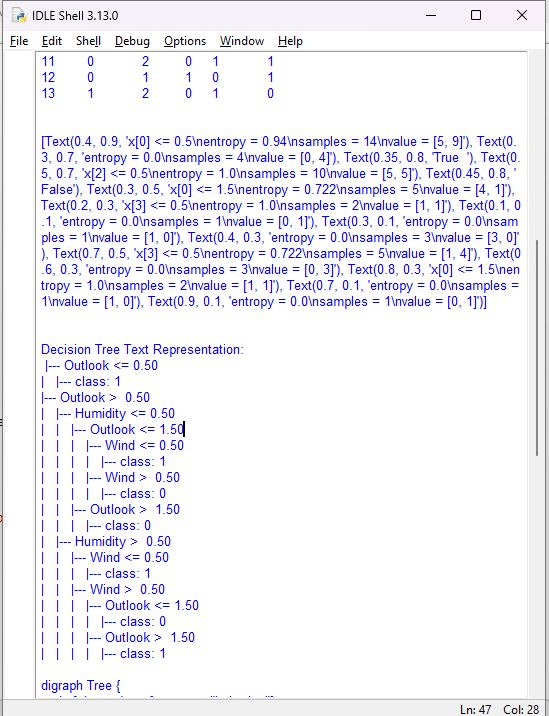 IDLE Shell 3.13.0
File Edit Shell Debug Options Window Help
11 0 2 0 1 1
12 0 1 1 0 1
13 1 2 0 1 0
[Text(0.4, 0.9, 'x[0] <= 0.5\nentropy = 0.94\nsamples = 14\nvalue = [5, 9]'), Text(0.
3, 0.7, 'entropy = 0.0\nsamples = 4\nvalue = [0, 4]'), Text(0.35, 0.8, 'True  '), Text(0.
5, 0.7, 'x[2] <= 0.5\nentropy = 1.0\nsamples = 10\nvalue = [5, 5]'), Text(0.45, 0.8, '
False'), Text(0.3, 0.5, 'x[0] <= 1.5\nentropy = 0.722\nsamples = 5\nvalue = [4, 1]'),
Text(0.2, 0.3, 'x[3] <= 0.5\nentropy = 1.0\nsamples = 2\nvalue = [1, 1]'), Text(0.1, 0
.1, 'entropy = 0.0\nsamples = 1\nvalue = [0, 1]'), Text(0.3, 0.1, 'entropy = 0.0\nsam
ples = 1\nvalue = [1, 0]'), Text(0.4, 0.3, 'entropy = 0.0\nsamples = 3\nvalue = [3, 0]'
), Text(0.7, 0.5, 'x[3] <= 0.5\nentropy = 0.722\nsamples = 5\nvalue = [1, 4]'), Text(0
.6, 0.3, 'entropy = 0.0\nsamples = 3\nvalue = [0, 3]'), Text(0.8, 0.3, 'x[0] <= 1.5\nen
tropy = 1.0\nsamples = 2\nvalue = [1, 1]'), Text(0.7, 0.1, 'entropy = 0.0\nsamples =
1\nvalue = [1, 0]'), Text(0.9, 0.1, 'entropy = 0.0\nsamples = 1\nvalue = [0, 1]')]
Decision Tree Text Representation:
|--- Outlook <= 0.50
|   |--- class: 1
|--- Outlook >  0.50
|   |--- Humidity <= 0.50
|   |   |--- Outlook <= 1.50
|   |   |   |--- Wind <= 0.50
|   |   |   |   |--- class: 1
|   |   |   |--- Wind >  0.50
|   |   |   |   |--- class: 0
|   |   |--- Outlook >  1.50
|   |   |   |--- class: 0
|   |--- Humidity >  0.50
|   |   |--- Wind <= 0.50
|   |   |   |--- class: 1
|   |   |--- Wind >  0.50
|   |   |   |--- Outlook <= 1.50
|   |   |   |   |--- class: 0
|   |   |   |--- Outlook >  1.50
|   |   |   |   |--- class: 1
digraph Tree {
Ln: 47 Col: 28